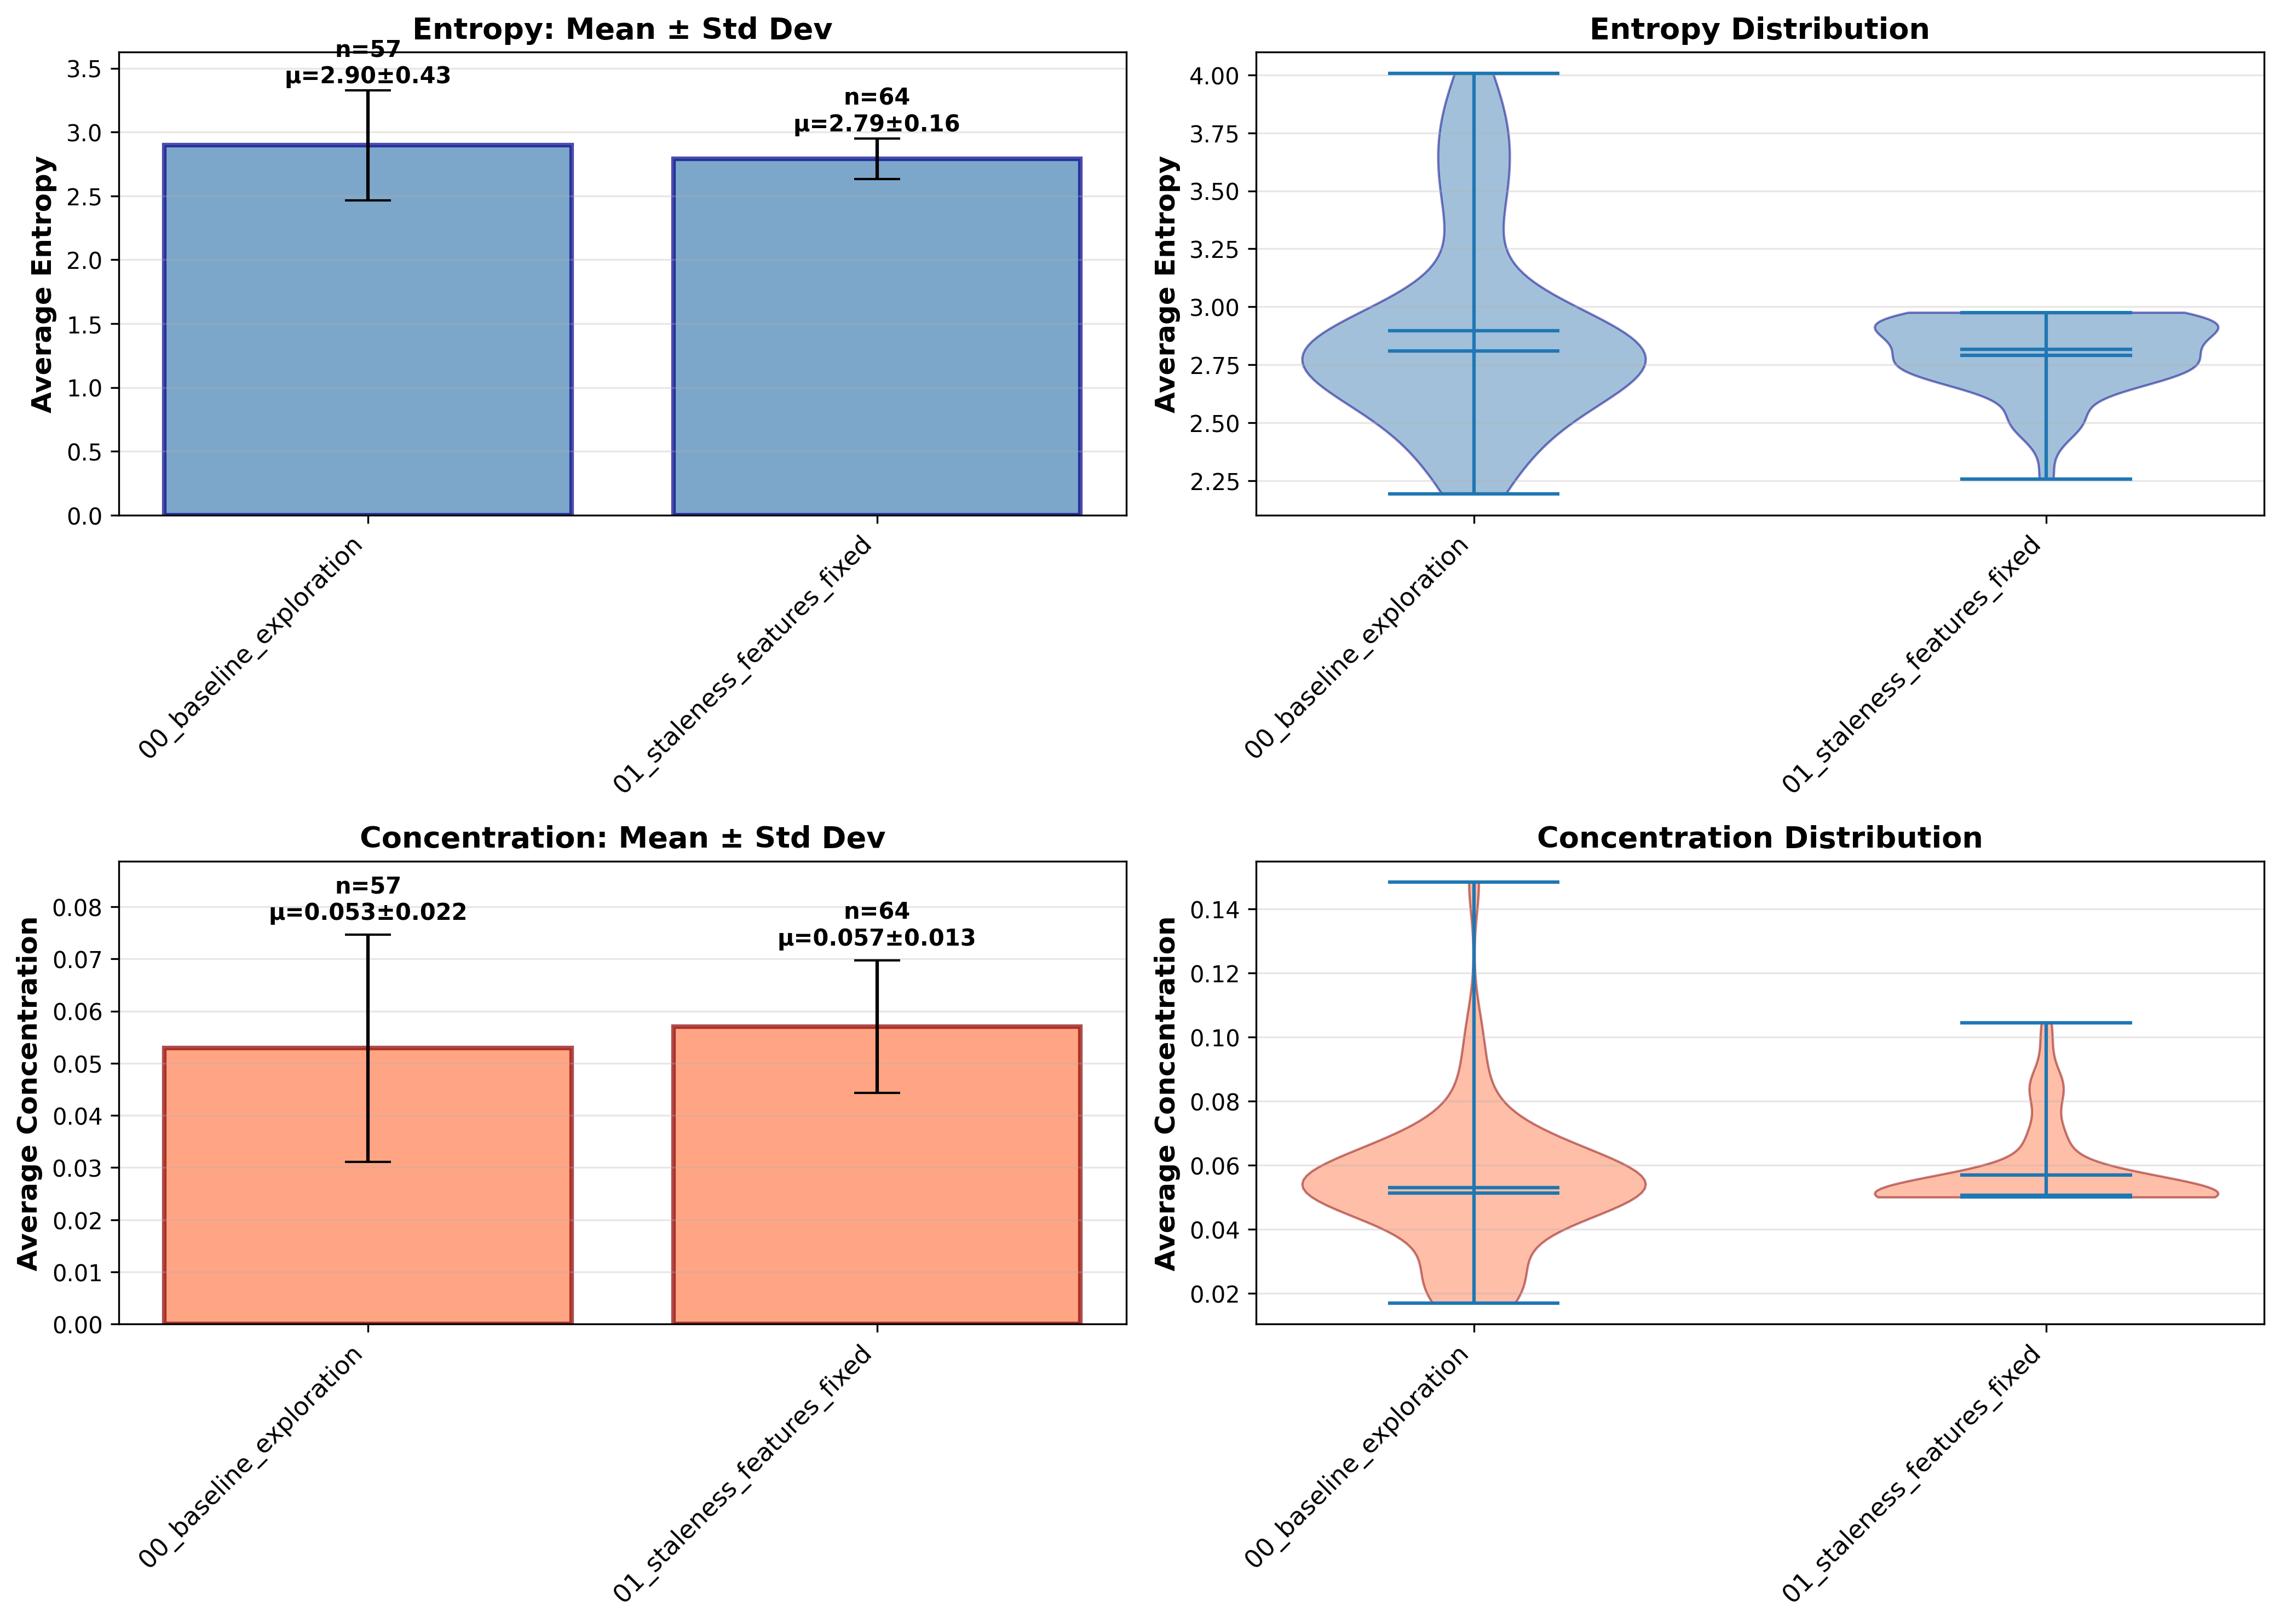 Entropy: Mean ± Std Dev
n=57
μ=2.90±0.43
n=64
μ=2.79±0.16
Average Entropy
3.5
3.0
2.5
2.0
1.5
1.0
0.5
0.0
00_baseline_exploration
01_staleness_features_fixed
Entropy Distribution
Average Entropy
4.00
3.75
3.50
3.25
3.00
2.75
2.50
2.25
00_baseline_exploration
01_staleness_features_fixed
Concentration: Mean ± Std Dev
n=57
μ=0.053±0.022
n=64
μ=0.057±0.013
Average Concentration
0.08
0.07
0.06
0.05
0.04
0.03
0.02
0.01
0.00
00_baseline_exploration
01_staleness_features_fixed
Concentration Distribution
Average Concentration
0.14
0.12
0.10
0.08
0.06
0.04
0.02
00_baseline_exploration
01_staleness_features_fixed